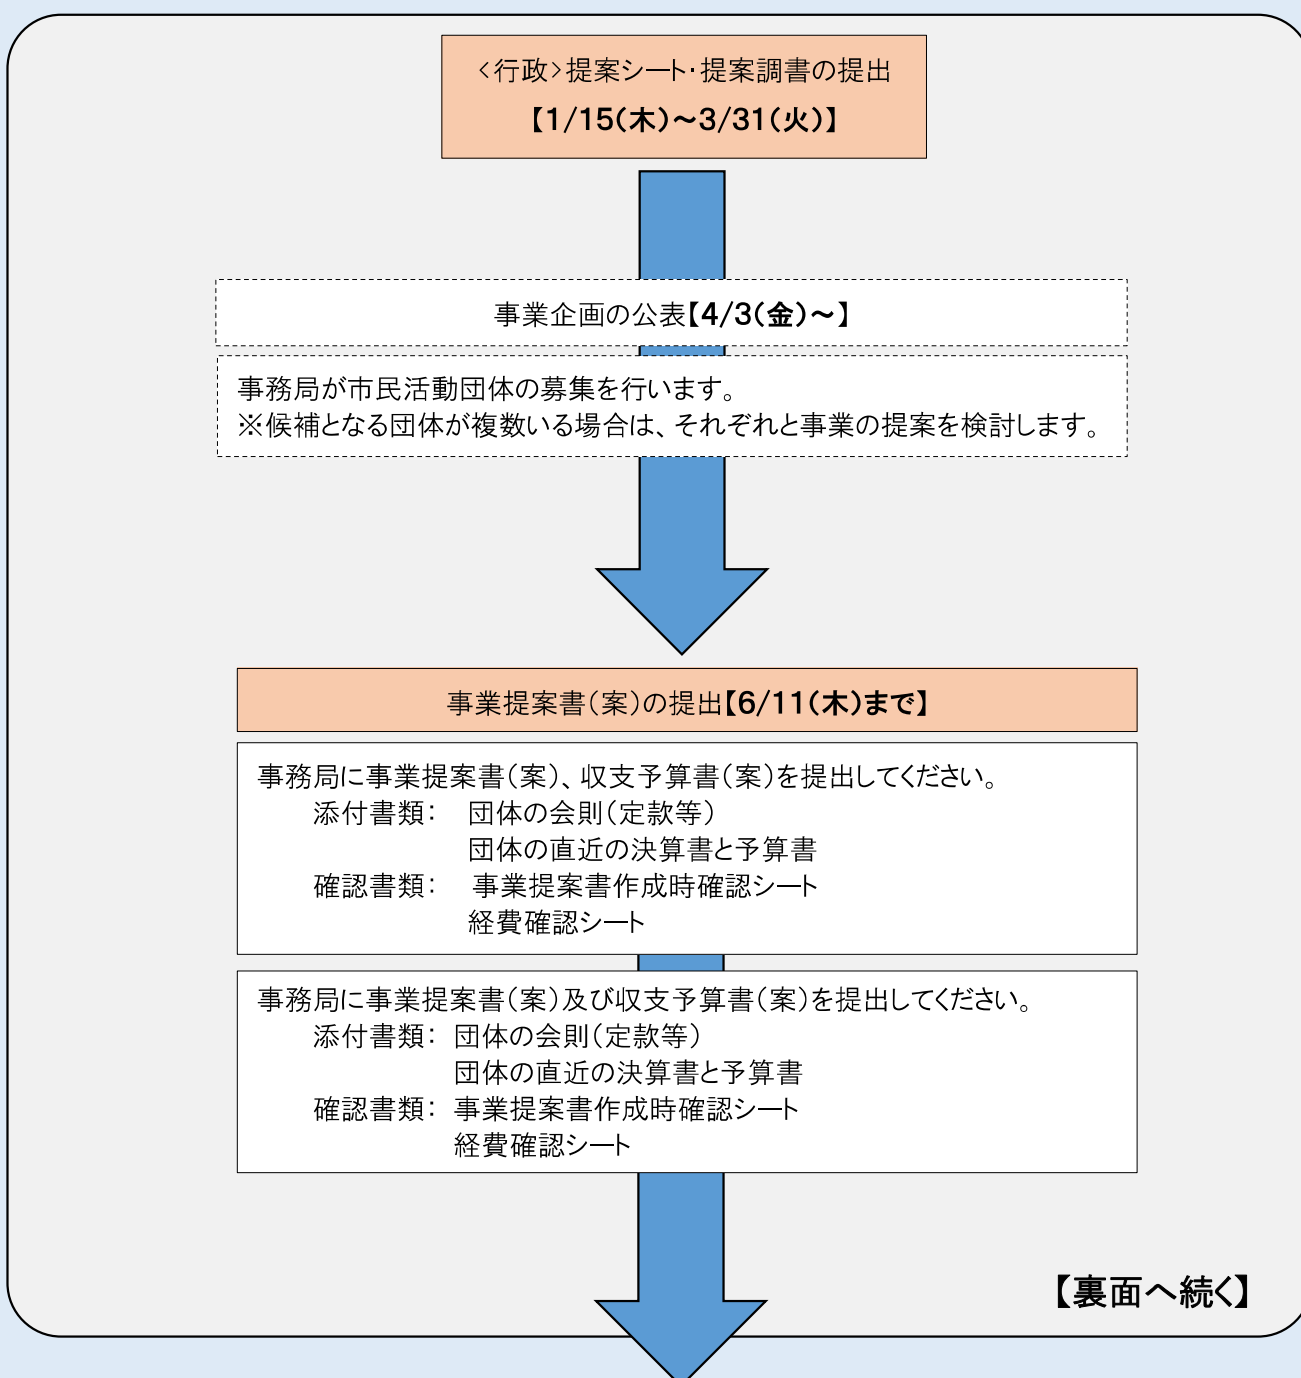 <行政>提案シート・提案調書の提出
【1/15(木)~3/31(火)】
事業企画の公表【4/3(金)~】
事務局が市民活動団体の募集を行います。
※候補となる団体が複数いる場合は、それぞれと事業の提案を検討します。
事業提案書(案)の提出【6/11(木)まで】
事務局に事業提案書(案)、収支予算書(案)を提出してください。
添付書類: 団体の会則(定款等)
団体の直近の決算書と予算書
確認書類: 事業提案書作成時確認シート
経費確認シート
事務局に事業提案書(案)及び収支予算書(案)を提出してください。
添付書類: 団体の会則(定款等)
団体の直近の決算書と予算書
確認書類: 事業提案書作成時確認シート
経費確認シート
【裏面へ続く】